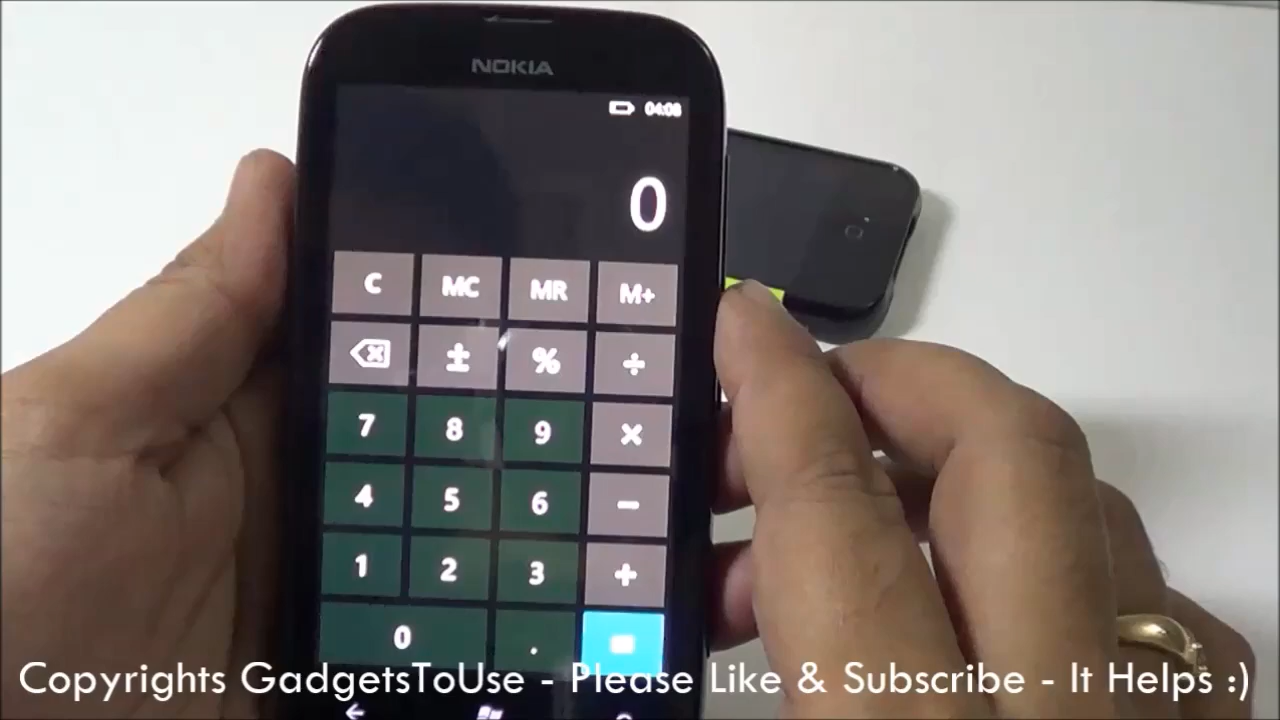 NOKIA
04:08
0
C MC MR M+
± % ÷
7 8 9 ×
4 5 6 −
1 2 3 +
0 . =
Copyrights GadgetsToUse - Please Like & Subscribe - It Helps :)